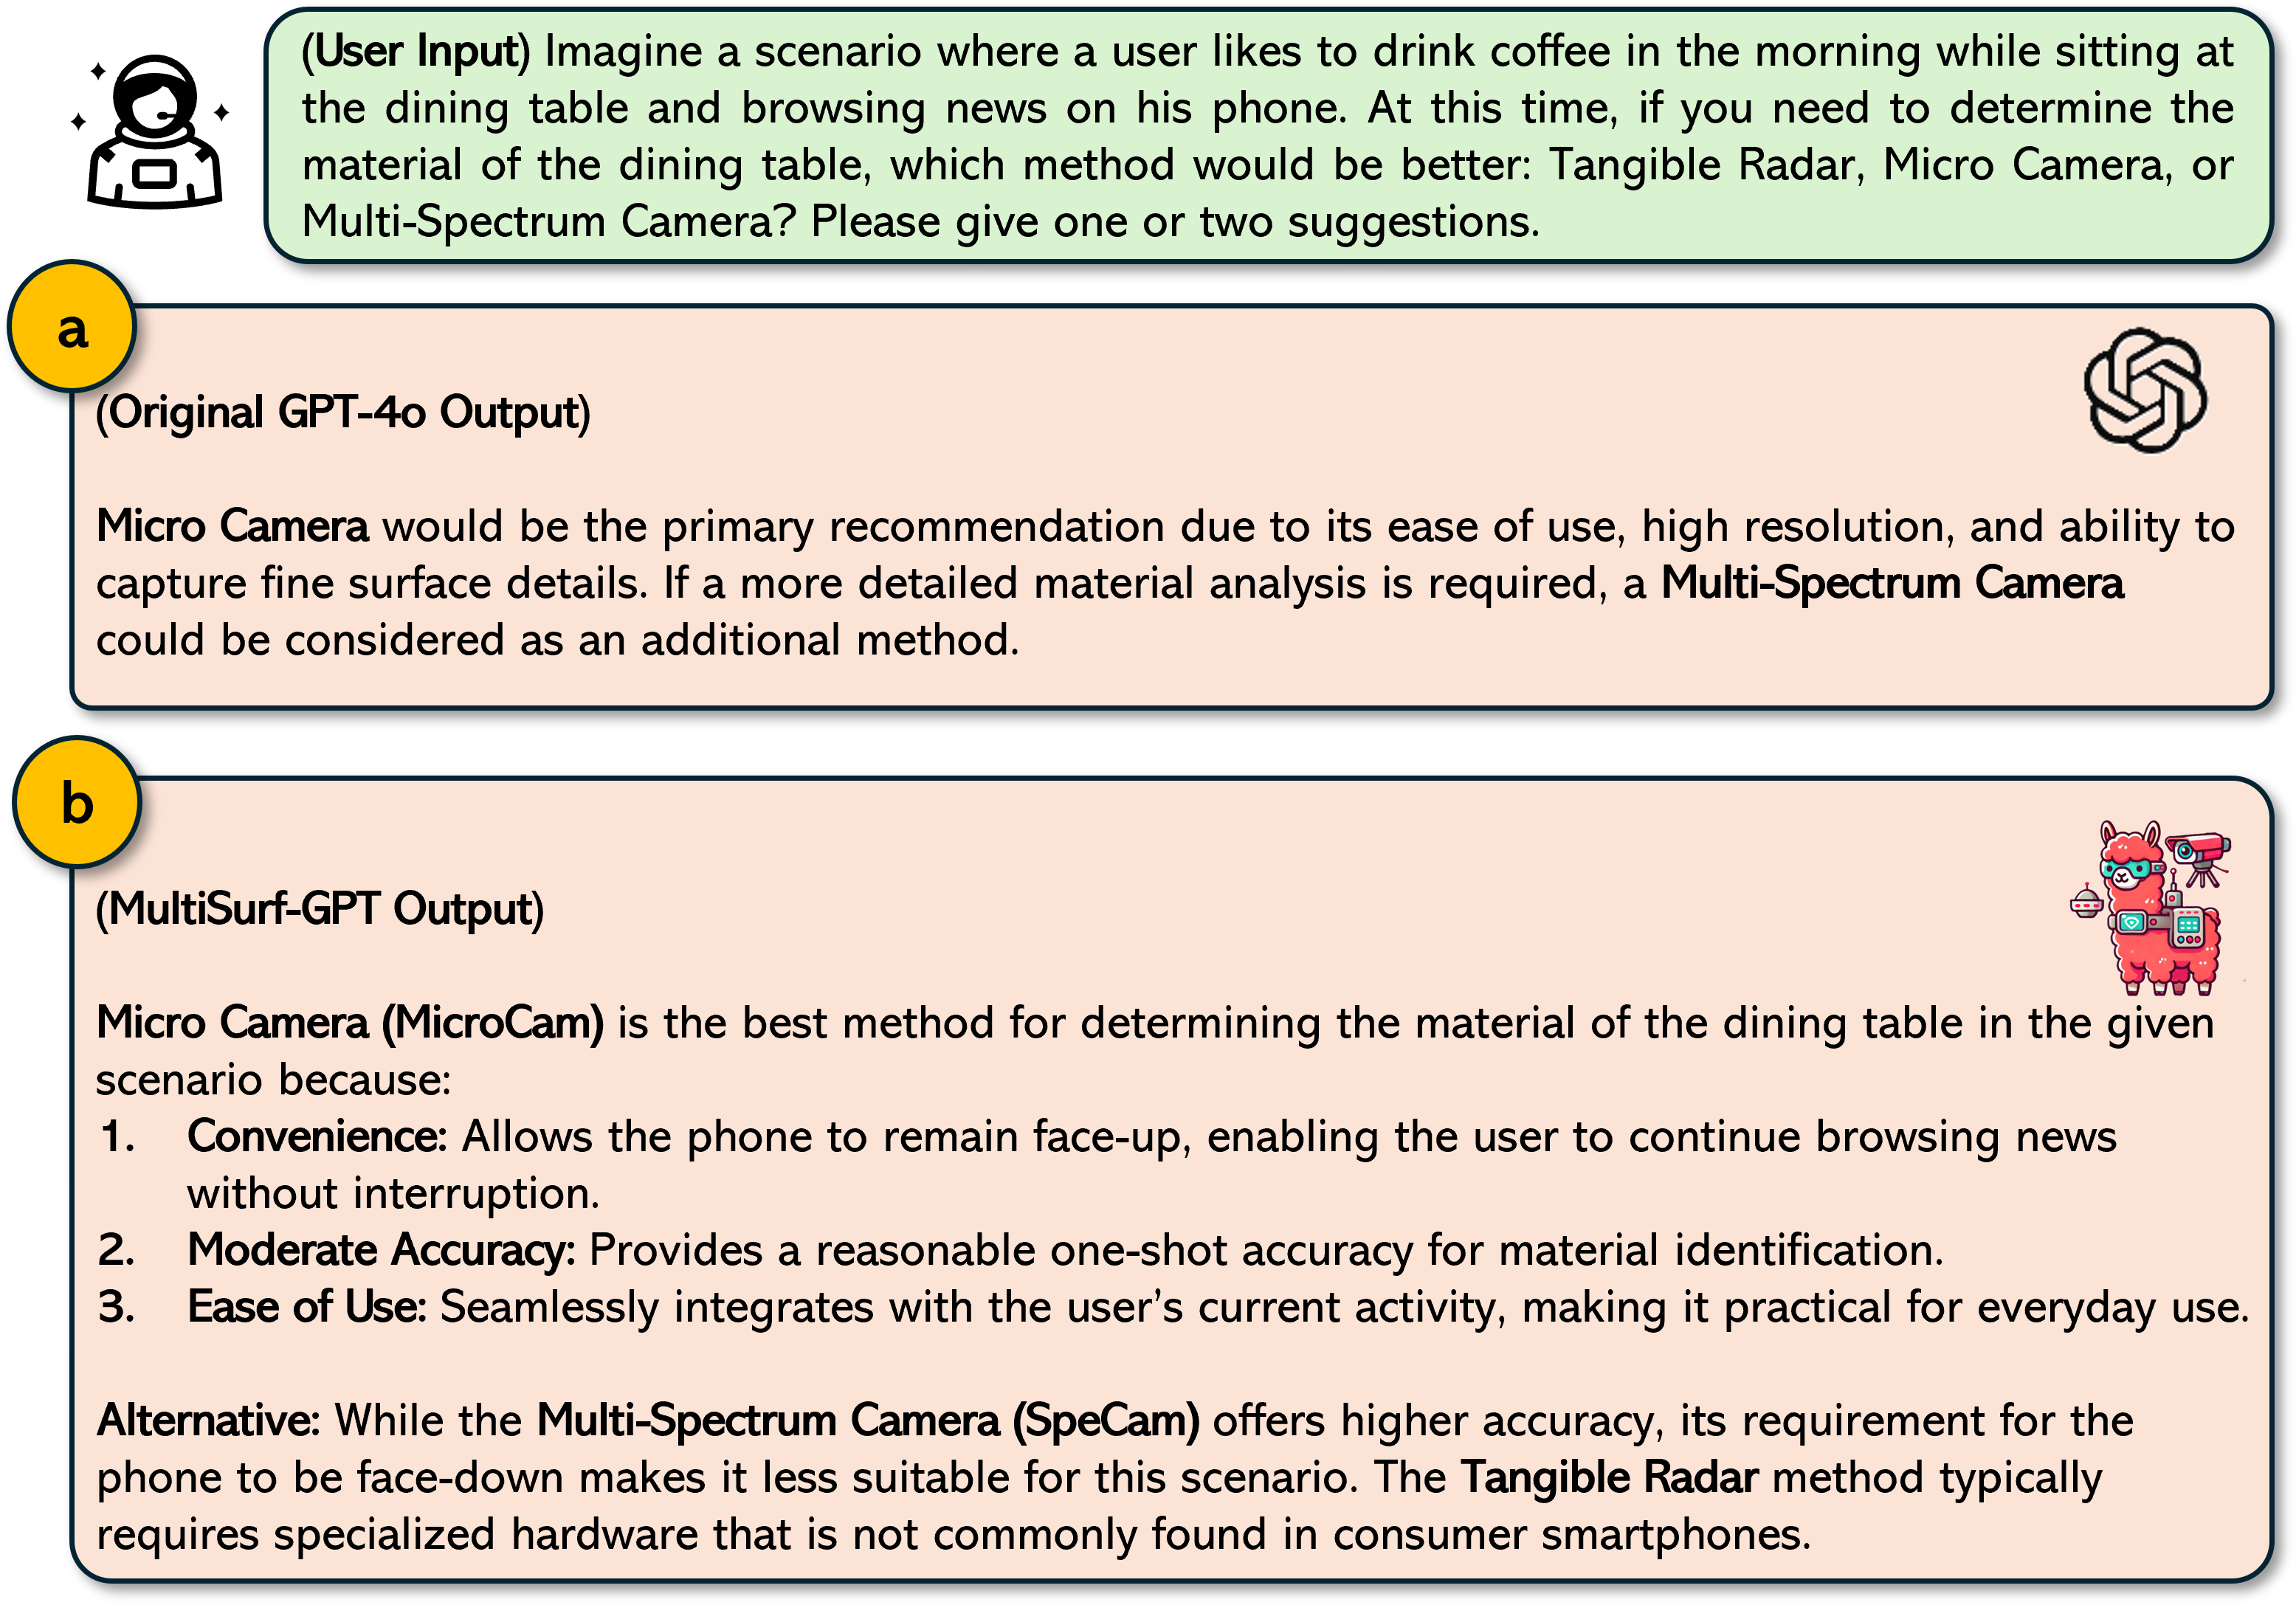 (User Input) Imagine a scenario where a user likes to drink coffee in the morning while sitting at
the dining table and browsing news on his phone. At this time, if you need to determine the
material of the dining table, which method would be better: Tangible Radar, Micro Camera, or
Multi-Spectrum Camera? Please give one or two suggestions.
a
(Original GPT-4o Output)
Micro Camera would be the primary recommendation due to its ease of use, high resolution, and ability to
capture fine surface details. If a more detailed material analysis is required, a Multi-Spectrum Camera
could be considered as an additional method.
b
(MultiSurf-GPT Output)
Micro Camera (MicroCam) is the best method for determining the material of the dining table in the given
scenario because:
1. Convenience: Allows the phone to remain face-up, enabling the user to continue browsing news
without interruption.
2. Moderate Accuracy: Provides a reasonable one-shot accuracy for material identification.
3. Ease of Use: Seamlessly integrates with the user's current activity, making it practical for everyday use.
Alternative: While the Multi-Spectrum Camera (SpeCam) offers higher accuracy, its requirement for the
phone to be face-down makes it less suitable for this scenario. The Tangible Radar method typically
requires specialized hardware that is not commonly found in consumer smartphones.